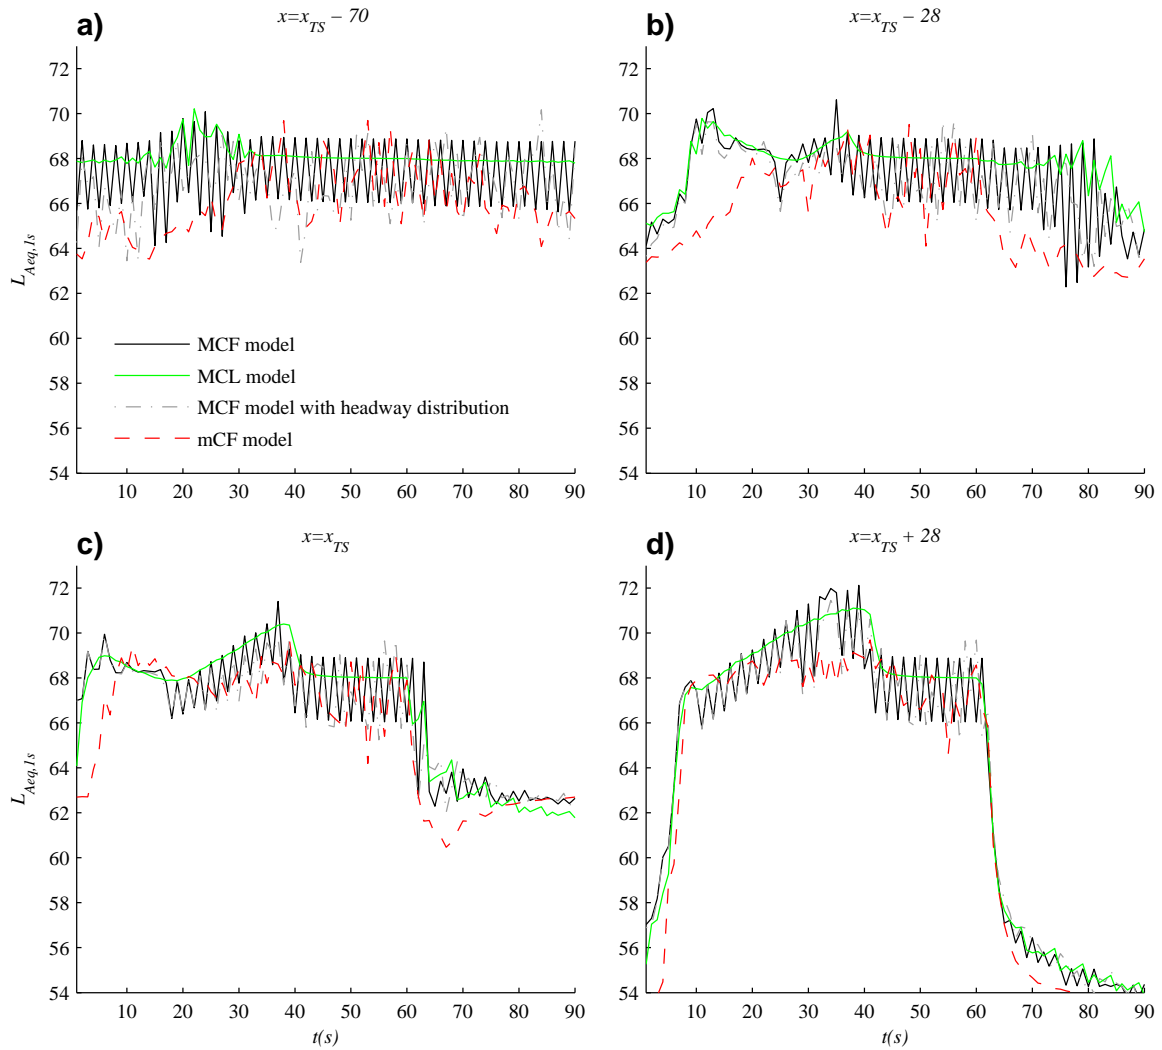 a)
x=x_TS − 70
b)
x=x_TS − 28
L_Aeq,1s
72
70
68
66
64
62
60
58
56
54
MCF model
MCL model
MCF model with headway distribution
mCF model
10 20 30 40 50 60 70 80 90
72
70
68
66
64
62
60
58
56
54
10 20 30 40 50 60 70 80 90
c)
x=x_TS
d)
x=x_TS + 28
L_Aeq,1s
72
70
68
66
64
62
60
58
56
54
10 20 30 40 50 60 70 80 90
t(s)
72
70
68
66
64
62
60
58
56
54
10 20 30 40 50 60 70 80 90
t(s)